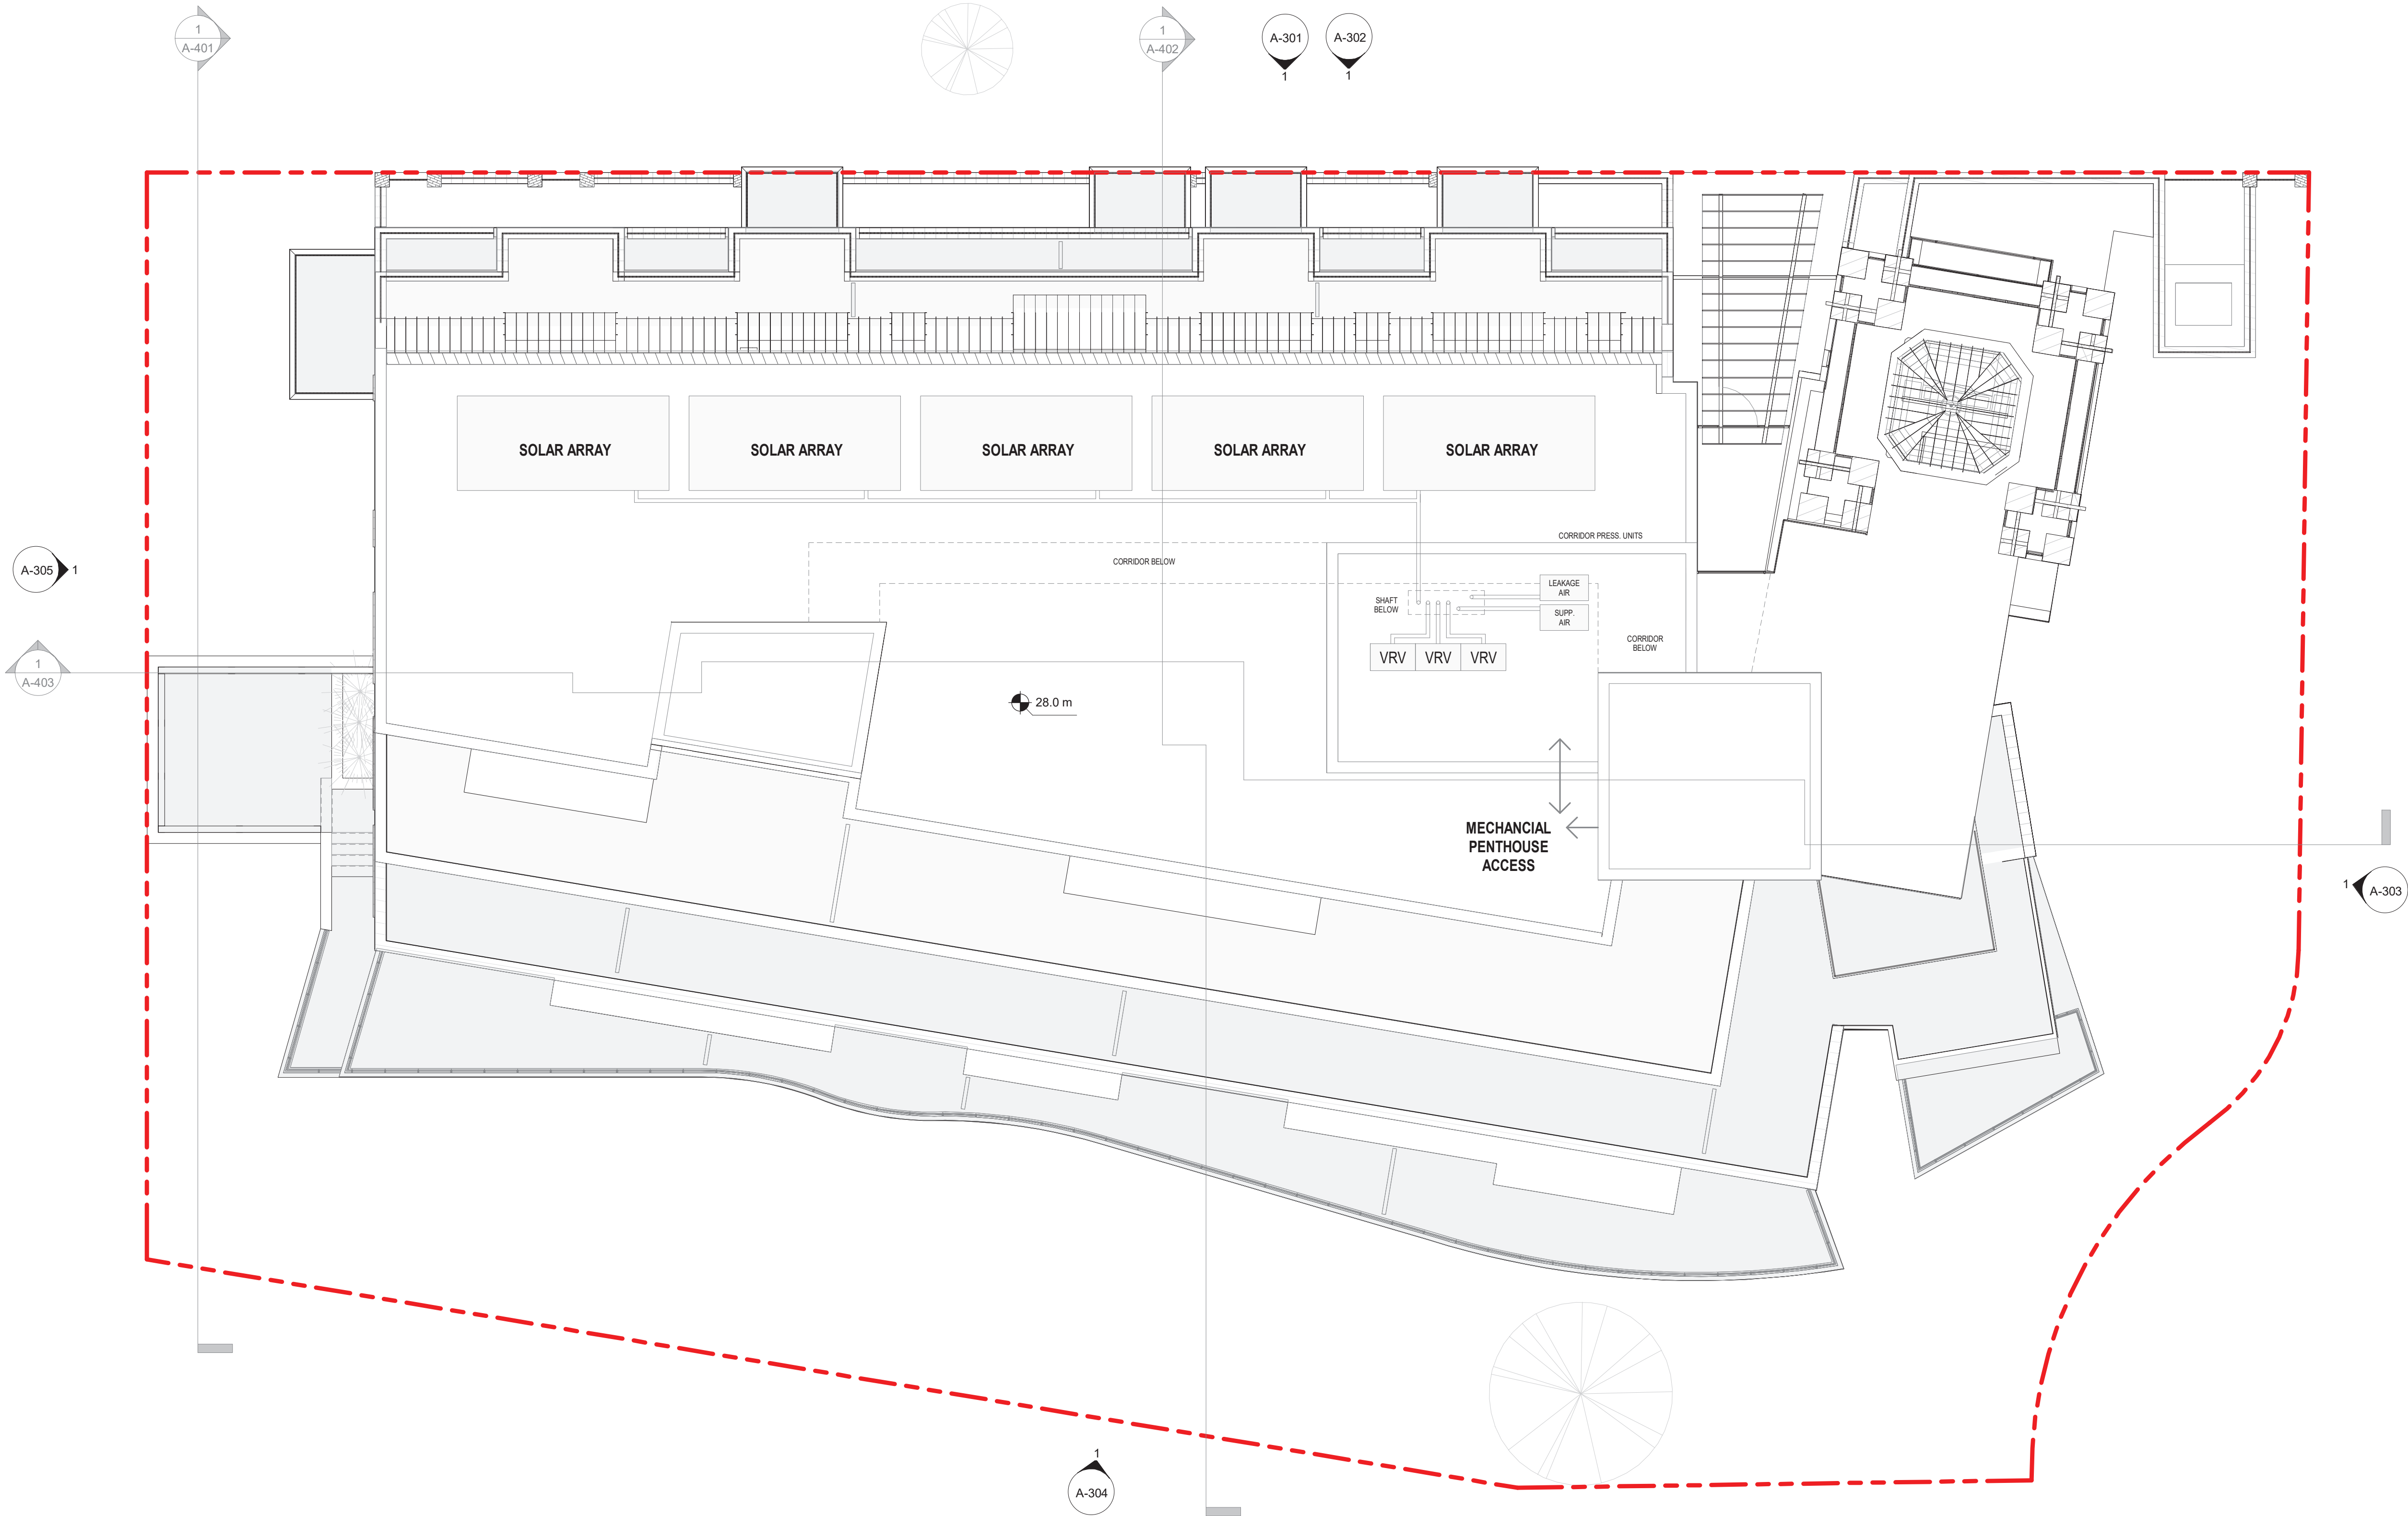 1
A-401
1
A-402
A-301
1
A-302
1
SOLAR ARRAY
SOLAR ARRAY
SOLAR ARRAY
SOLAR ARRAY
SOLAR ARRAY
CORRIDOR PRESS. UNITS
CORRIDOR BELOW
A-305
1
LEAKAGE
AIR
SHAFT
BELOW
SUPP.
AIR
CORRIDOR
BELOW
VRV
VRV
VRV
1
A-403
28.0 m
MECHANCIAL
PENTHOUSE
ACCESS
1
A-303
1
A-304